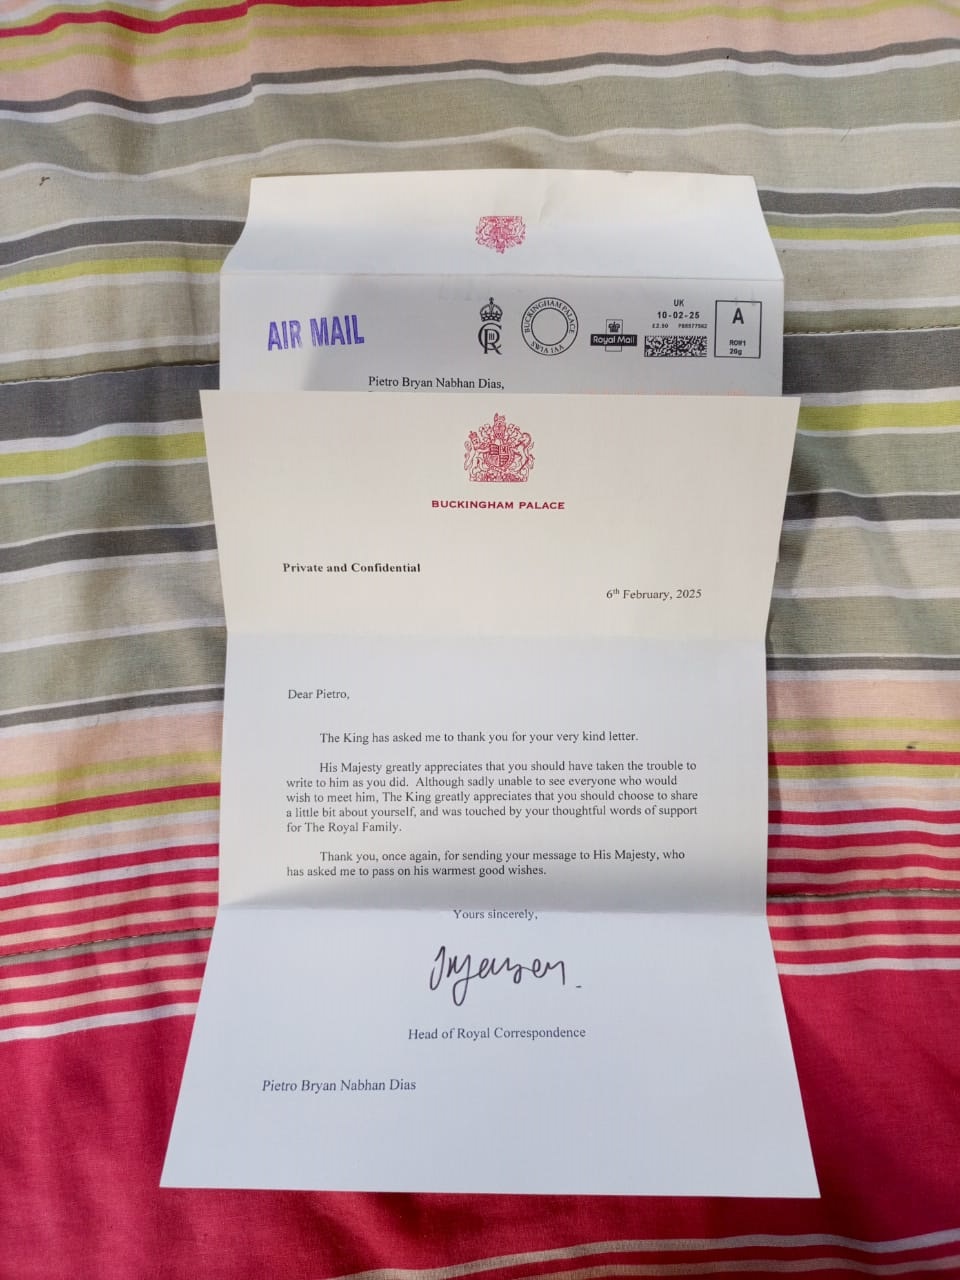 AIR MAIL
CIIIR
BUCKINGHAM PALACE
SW1A 1AA
Royal Mail
UK
10-02-25
£2.90
A
ROW1
20g
Pietro Bryan Nabhan Dias,
BUCKINGHAM PALACE
Private and Confidential
6th February, 2025
Dear Pietro,
The King has asked me to thank you for your very kind letter.
His Majesty greatly appreciates that you should have taken the trouble to
write to him as you did. Although sadly unable to see everyone who would
wish to meet him, The King greatly appreciates that you should choose to share
a little bit about yourself, and was touched by your thoughtful words of support
for The Royal Family.
Thank you, once again, for sending your message to His Majesty, who
has asked me to pass on his warmest good wishes.
Yours sincerely,
Head of Royal Correspondence
Pietro Bryan Nabhan Dias